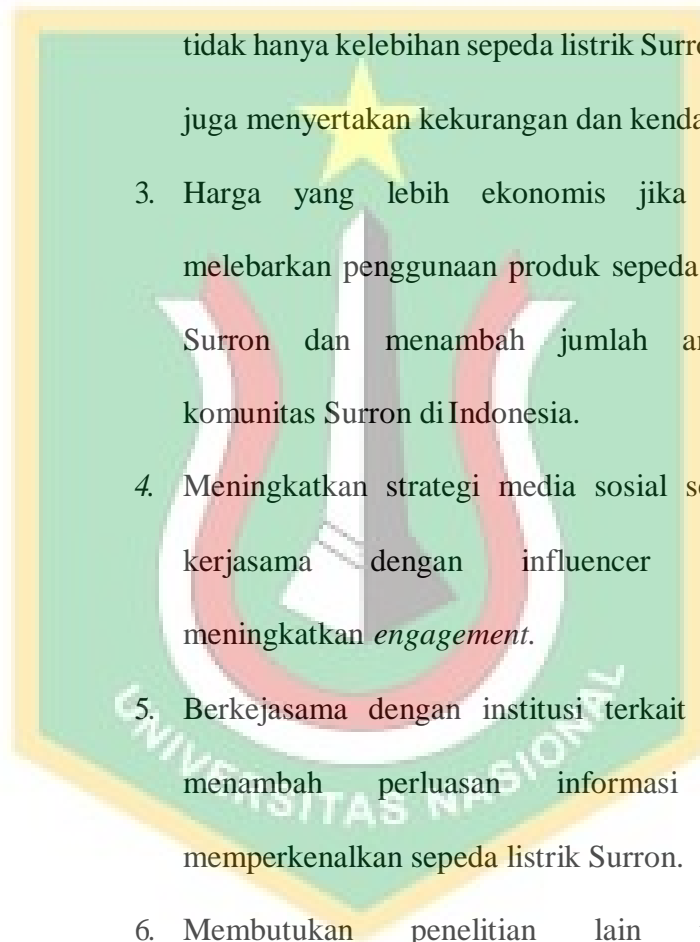 tidak hanya kelebihan sepeda listrik
juga menyertakan kekurangan dan
3. Harga yang lebih ekonomis jika
melebarkan penggunaan produk sepeda
Surron dan menambah jumlah
komunitas Surron di Indonesia.
4. Meningkatkan strategi media sosial
kerjasama dengan influencer
meningkatkan engagement.
5. Berkejasama dengan institusi terkait
menambah perluasan informasi
memperkenalkan sepeda listrik Surron.
6. Membutukan penelitian lain
UNIVERSITAS NASIONAL